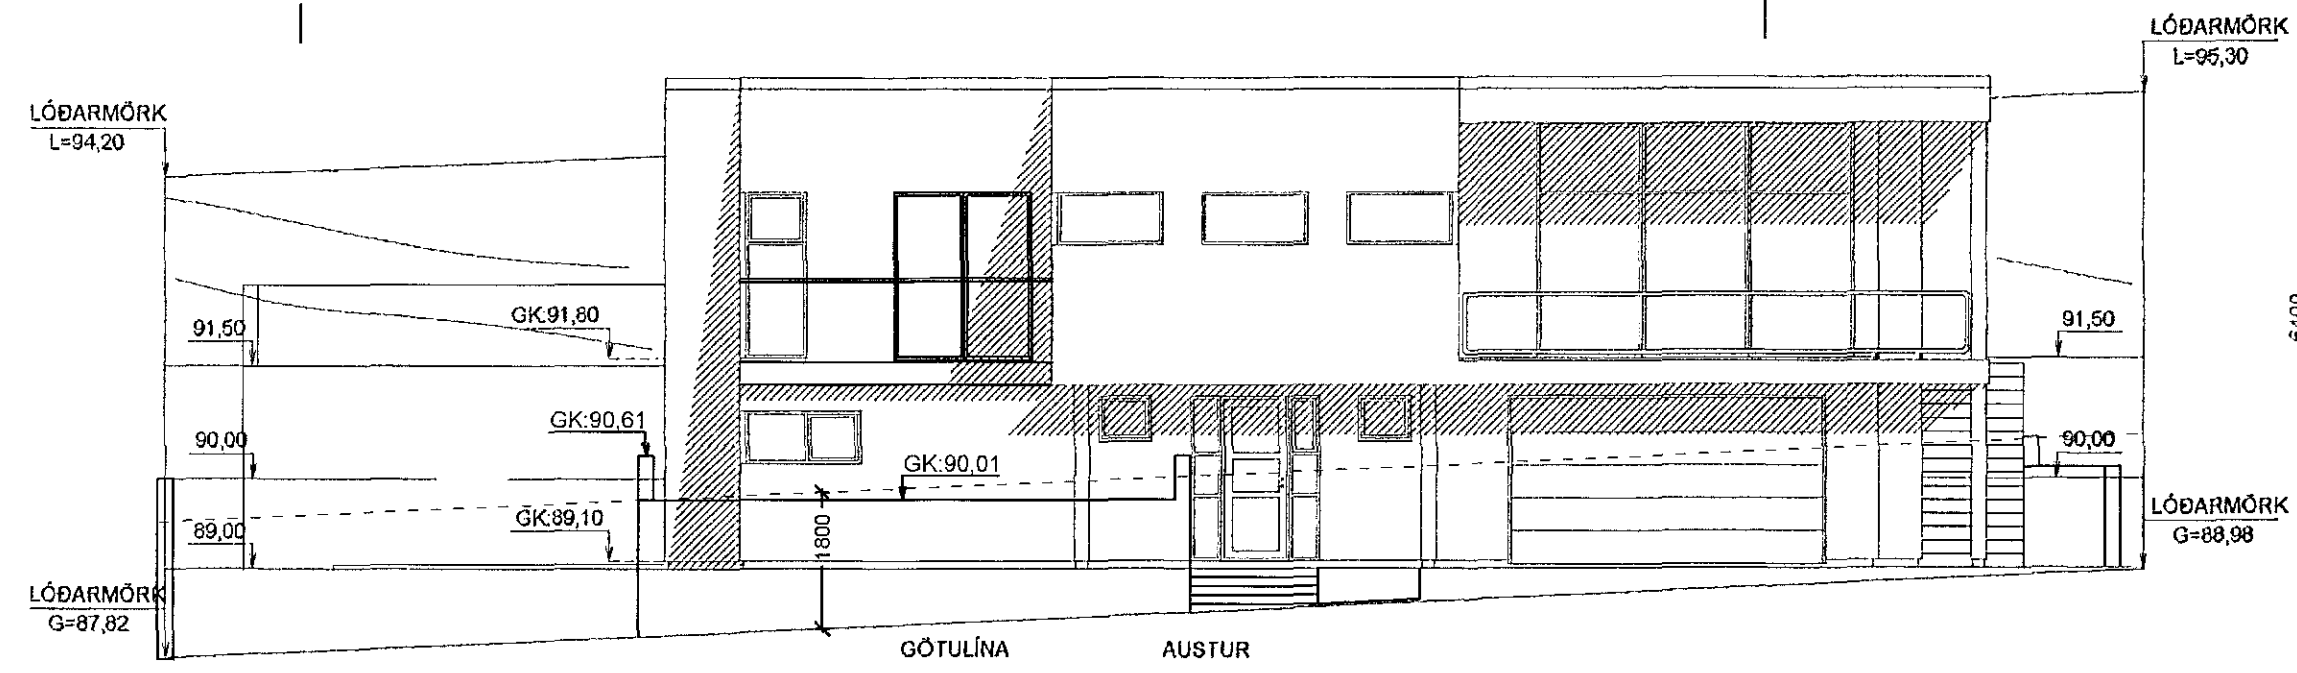 LÓÐARMÖRK
L=95,30
LÓÐARMÖRK
L=94,20
91,50
GK:91,80
91,50
GK:90,61
90,00
GK:90,01
90,00
89,00
GK:89,10
1800
LÓÐARMÖRK
G=88,98
LÓÐARMÖRK
G=87,82
GÖTULÍNA
AUSTUR